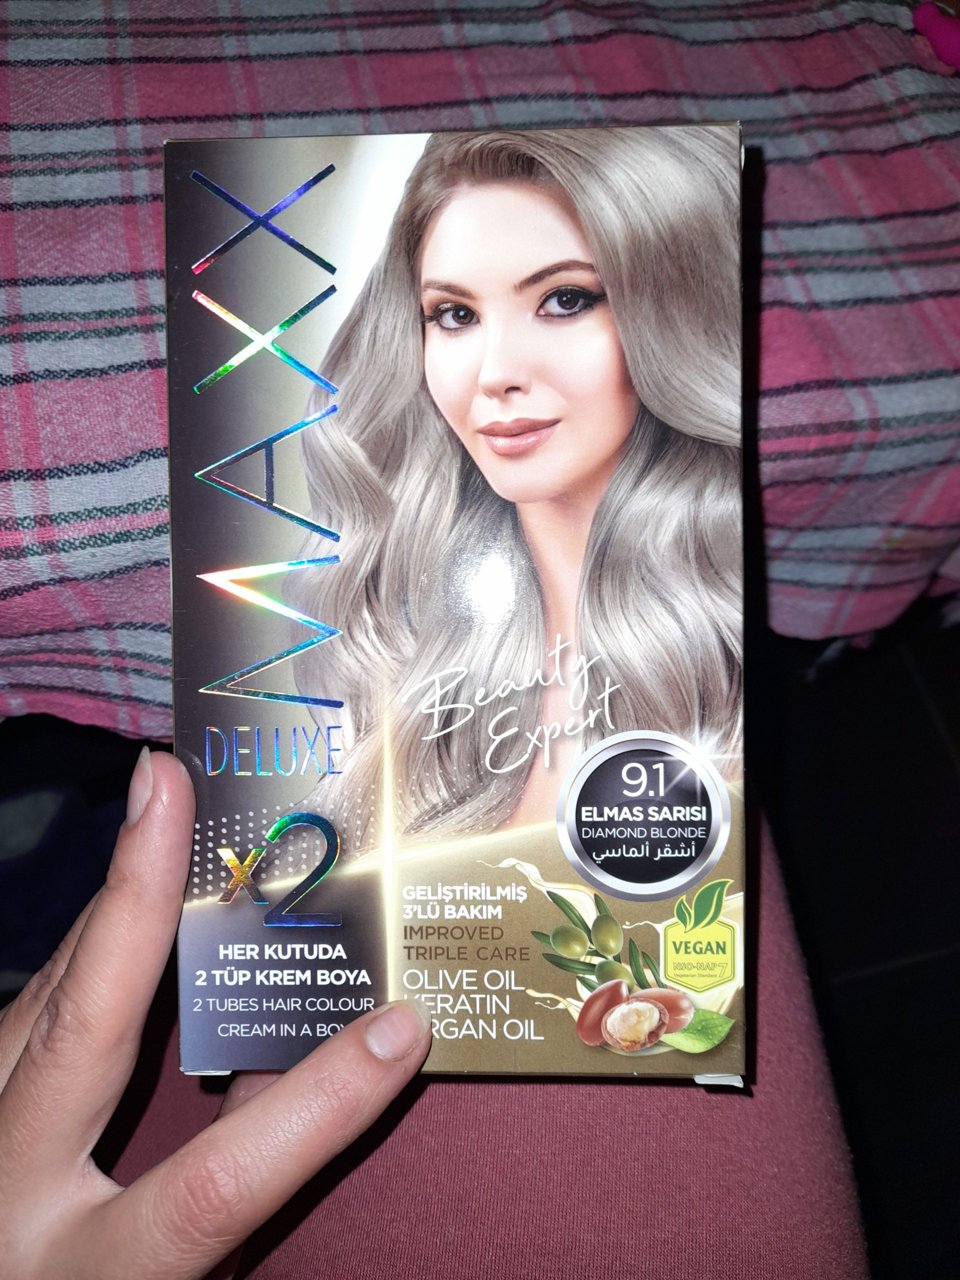 MAXX
DELUXE
x2
HER KUTUDA
2 TÜP KREM BOYA
2 TUBES HAIR COLOUR
CREAM IN A
Beauty
Expert
9.1
ELMAS SARISI
DIAMOND BLONDE
أشقر ألماسي
GELİŞTİRİLMİŞ
3'LÜ BAKIM
IMPROVED
TRIPLE CARE
OLIVE OIL
KERATIN
ARGAN OIL
VEGAN